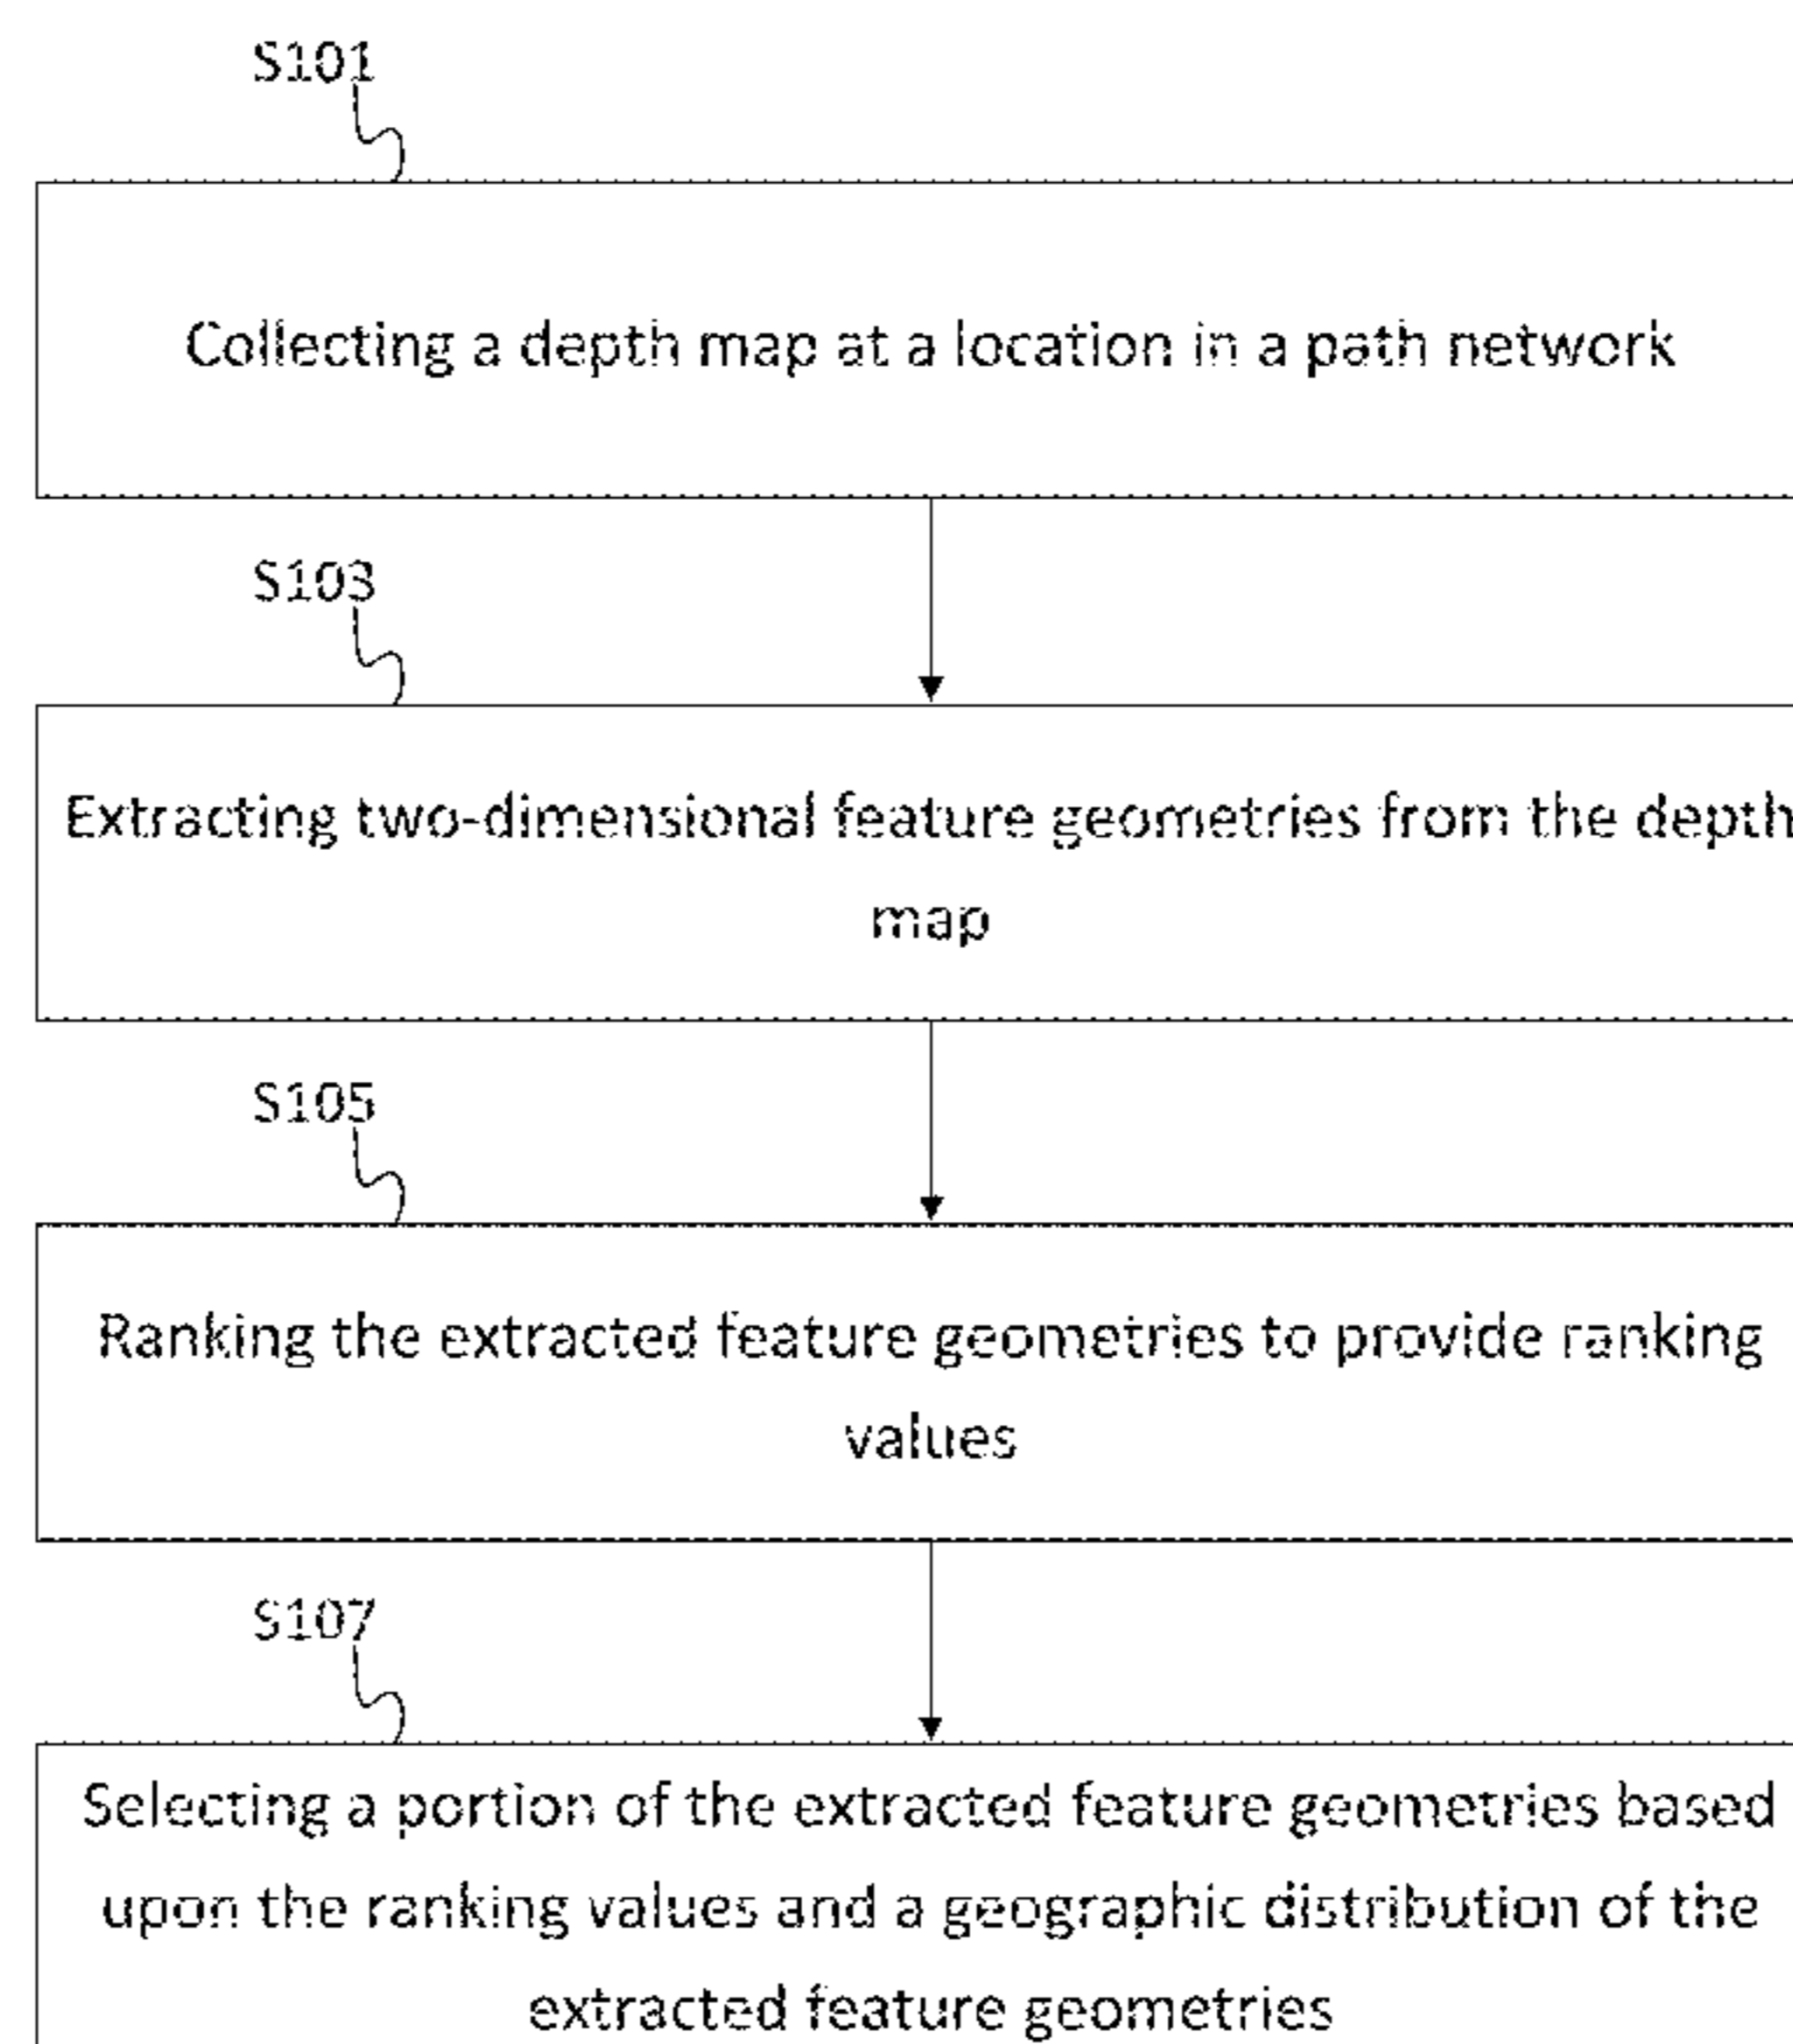 S101
Collecting a depth map at a location in a path network
S103
Extracting two-dimensional feature geometries from the depth
map
S105
Ranking the extracted feature geometries to provide ranking
values
S107
Selecting a portion of the extracted feature geometries based
upon the ranking values and a geographic distribution of the
extracted feature geometries